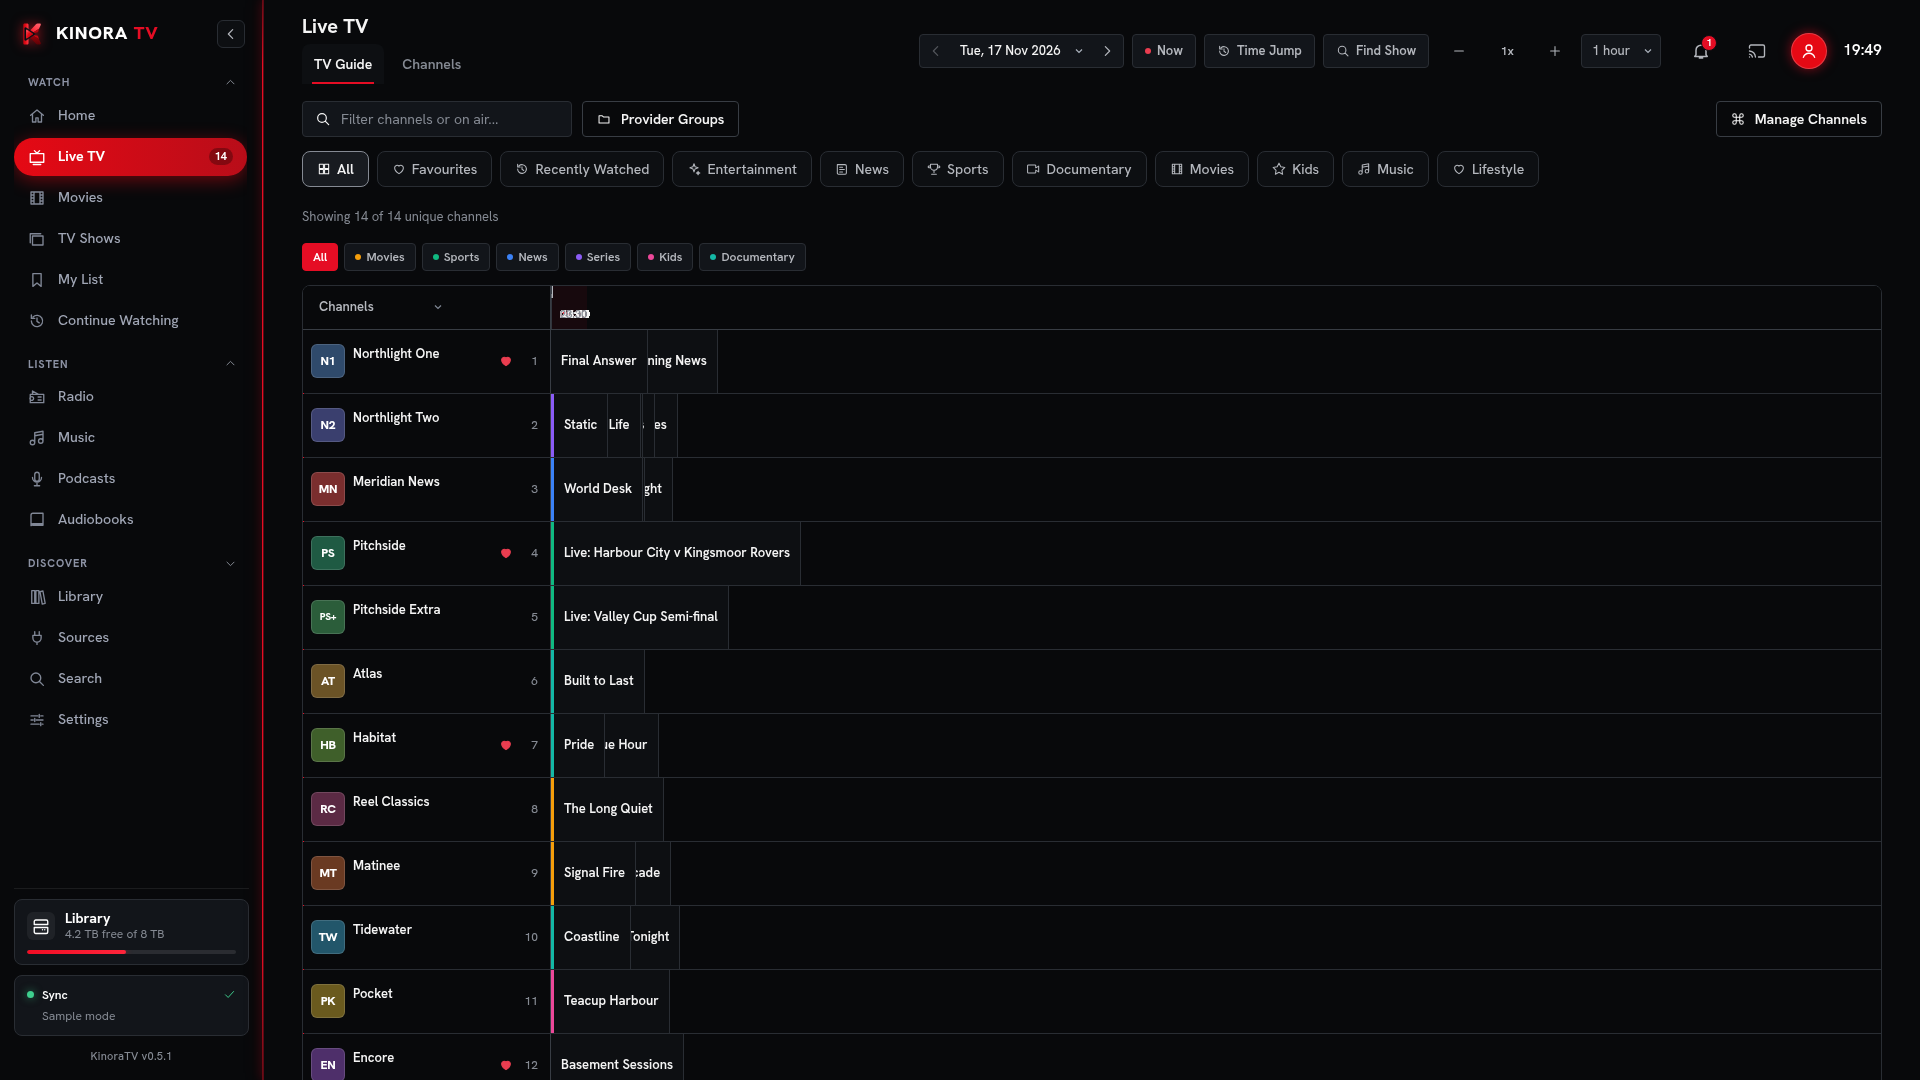 KINORA TV
WATCH
Home
Live TV
14
Movies
TV Shows
My List
Continue Watching
LISTEN
Radio
Music
Podcasts
Audiobooks
DISCOVER
Library
Sources
Search
Settings
Library
4.2 TB free of 8 TB
Sync
Sample mode
KinoraTV v0.5.1
Live TV
TV Guide
Channels
Tue, 17 Nov 2026
Now
Time Jump
Find Show
1x
1 hour
1
19:49
Filter channels or on air...
Provider Groups
Manage Channels
All
Favourites
Recently Watched
Entertainment
News
Sports
Documentary
Movies
Kids
Music
Lifestyle
Showing 14 of 14 unique channels
All
Movies
Sports
News
Series
Kids
Documentary
Channels
N1 Northlight One 1 Final Answer ning News
N2 Northlight Two 2 Static Life es
MN Meridian News 3 World Desk ght
PS Pitchside 4 Live: Harbour City v Kingsmoor Rovers
PS+ Pitchside Extra 5 Live: Valley Cup Semi-final
AT Atlas 6 Built to Last
HB Habitat 7 Pride ue Hour
RC Reel Classics 8 The Long Quiet
MT Matinee 9 Signal Fire cade
TW Tidewater 10 Coastline Tonight
PK Pocket 11 Teacup Harbour
EN Encore 12 Basement Sessions